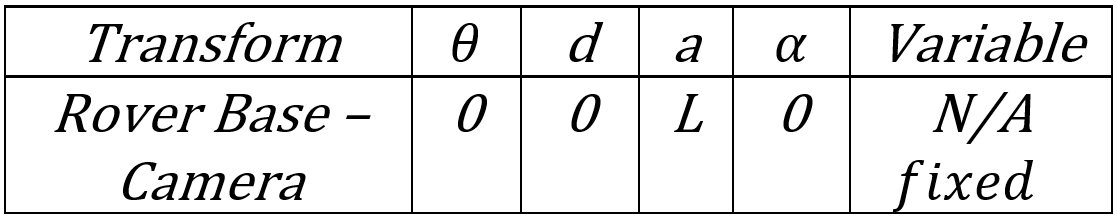 Transform θ d a α Variable
Rover Base – 0 0 L 0 N/A
Camera fixed